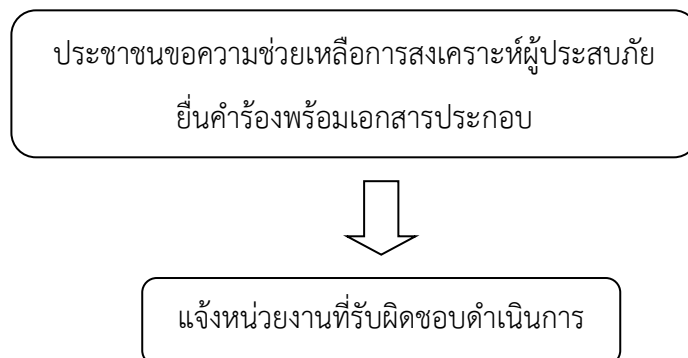 ประชาชนขอความช่วยเหลือการสงเคราะห์ผู้ประสบภัย
ยื่นคำร้องพร้อมเอกสารประกอบ
แจ้งหน่วยงานที่รับผิดชอบดำเนินการ